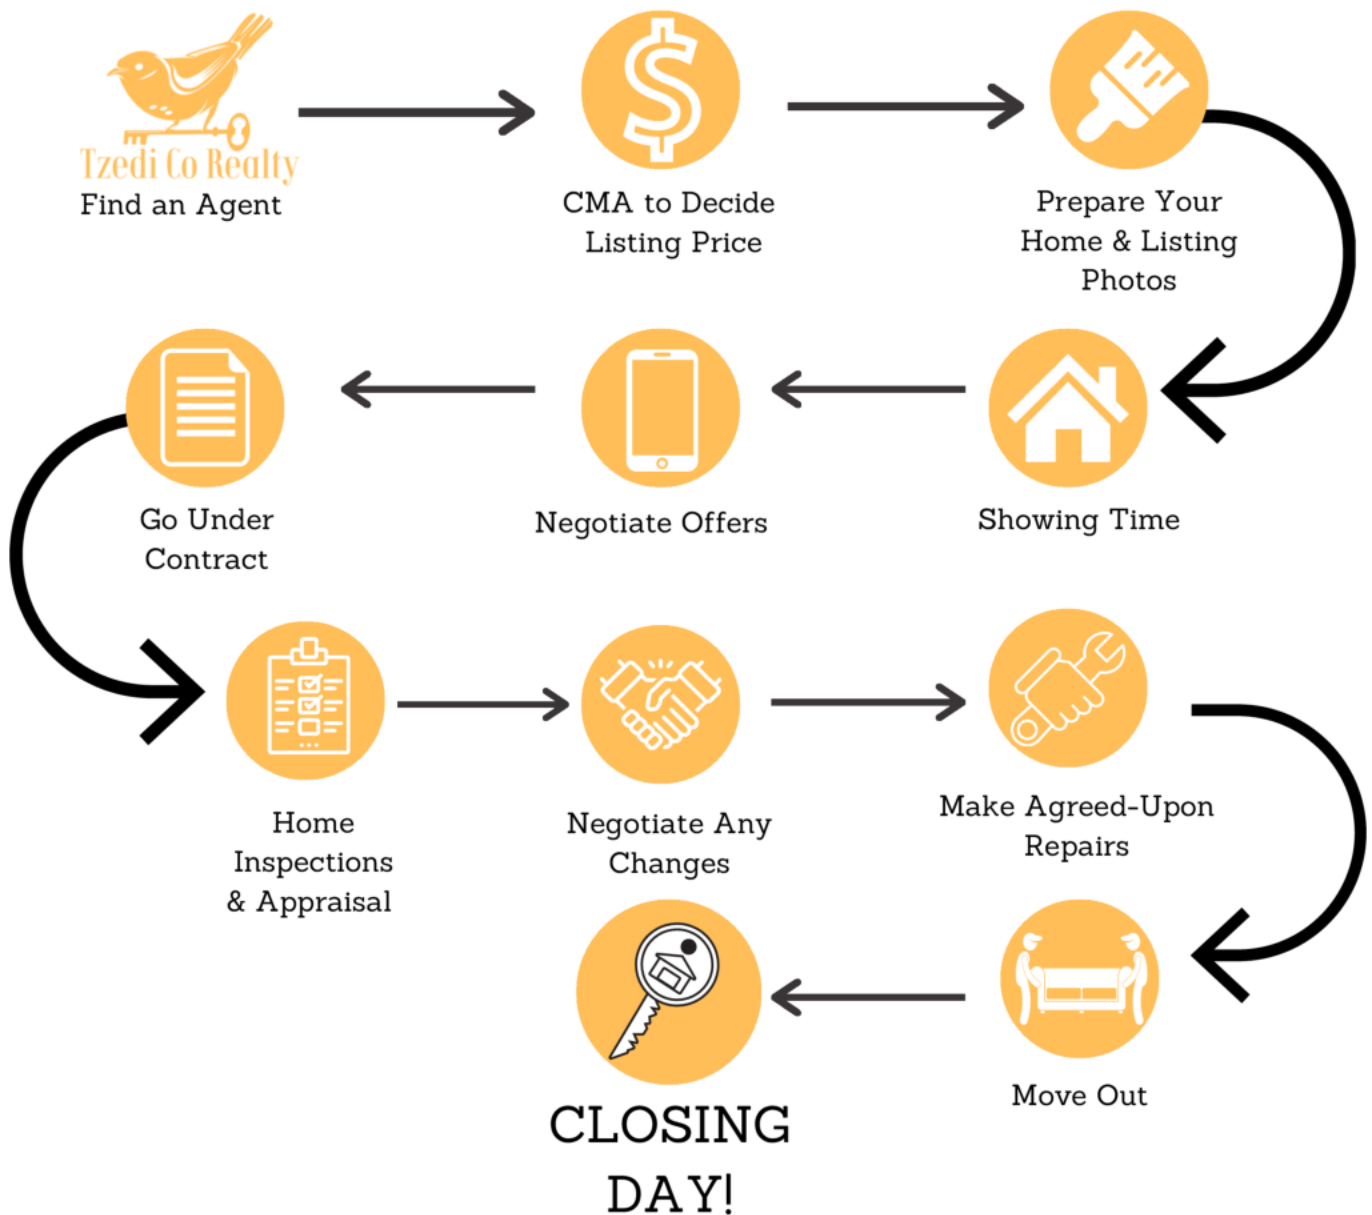 Tzedi Co Realty
Find an Agent
CMA to Decide
Listing Price
Prepare Your
Home & Listing
Photos
Showing Time
Negotiate Offers
Go Under
Contract
Home
Inspections
& Appraisal
Negotiate Any
Changes
Make Agreed-Upon
Repairs
Move Out
CLOSING
DAY!